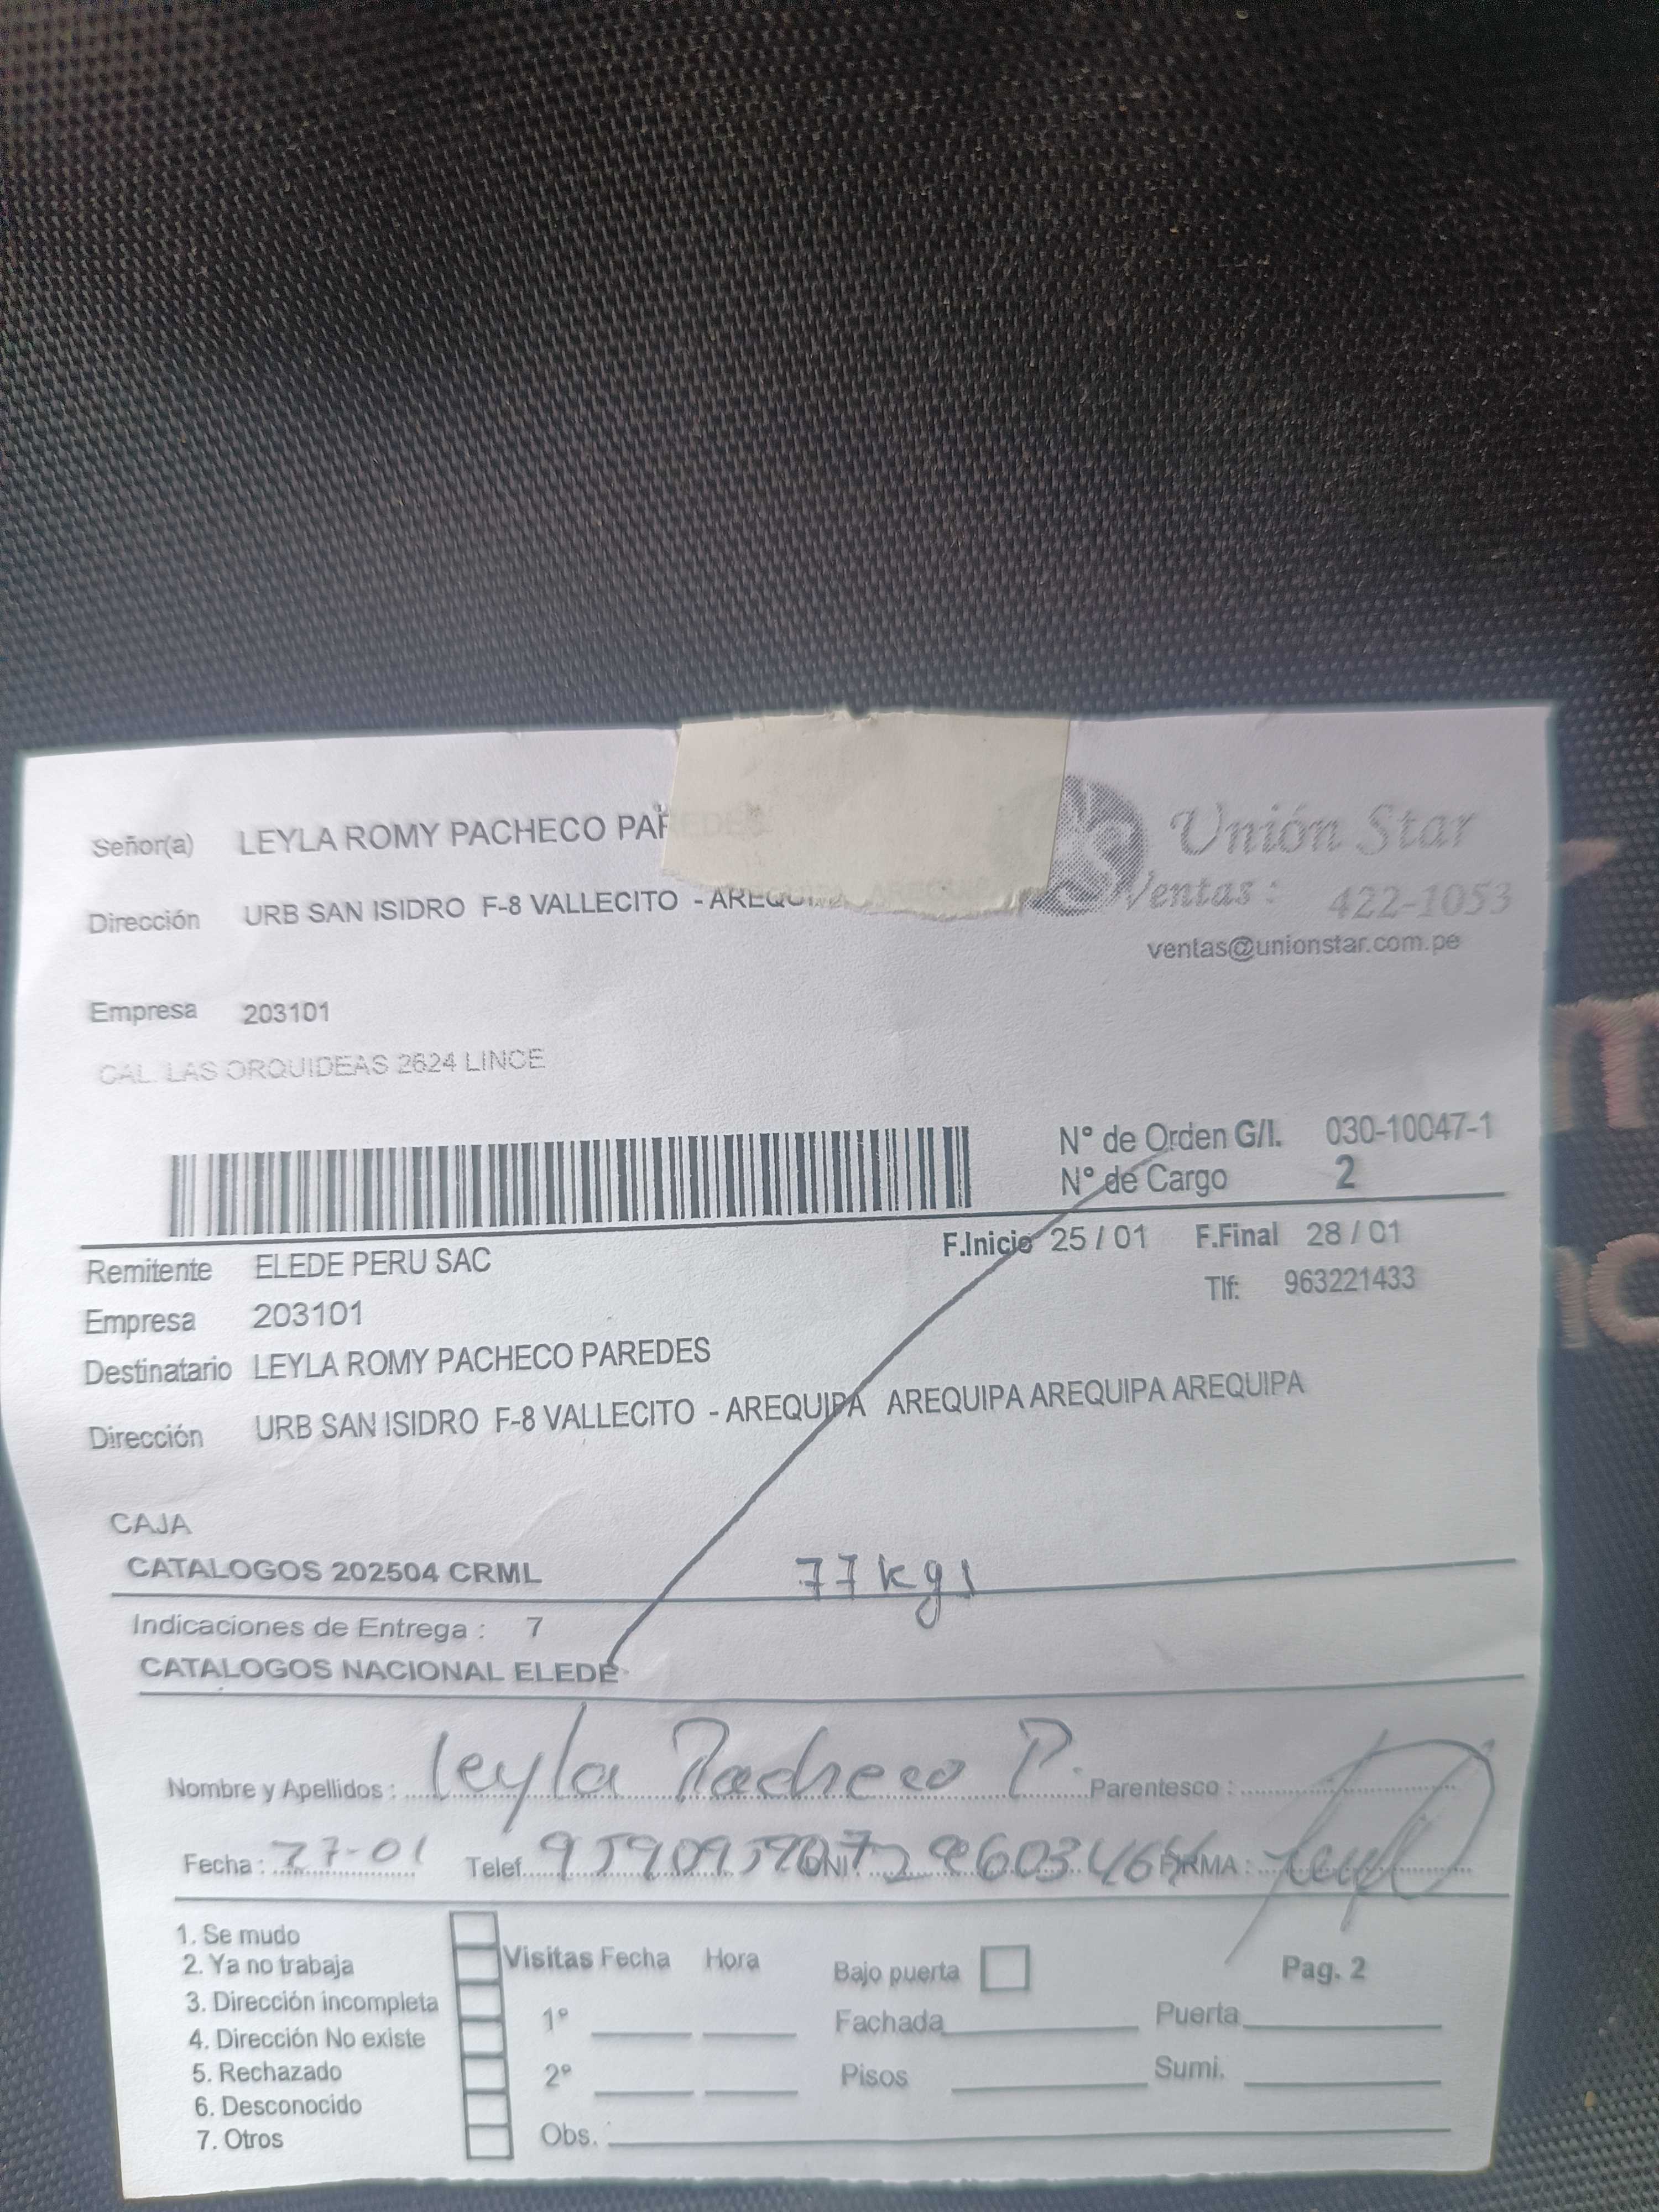 Señor(a) LEYLA ROMY PACHECO PAREDES
Unión Star
Dirección URB SAN ISIDRO F-8 VALLECITO - AREQUIPA AREQUIPA
Ventas : 422-1053
ventas@unionstar.com.pe
Empresa 203101
CAL. LAS ORQUIDEAS 2624 LINCE
N° de Orden G/I. 030-10047-1
N° de Cargo 2
F.Inicio 25 / 01 F.Final 28 / 01
Remitente ELEDE PERU SAC
Tlf: 963221433
Empresa 203101
Destinatario LEYLA ROMY PACHECO PAREDES
Dirección URB SAN ISIDRO F-8 VALLECITO - AREQUIPA AREQUIPA AREQUIPA AREQUIPA
CAJA
CATALOGOS 202504 CRML 77 kgs
Indicaciones de Entrega : 7
CATALOGOS NACIONAL ELEDE
Nombre y Apellidos : Leyla Pacheco P. Parentesco :
Fecha : 27-01 Telef. DNI FIRMA :
1. Se mudo
2. Ya no trabaja
3. Dirección incompleta
4. Dirección No existe
5. Rechazado
6. Desconocido
7. Otros
Visitas Fecha Hora Bajo puerta Pag. 2
1° Fachada Puerta
2° Pisos Sumi.
Obs.